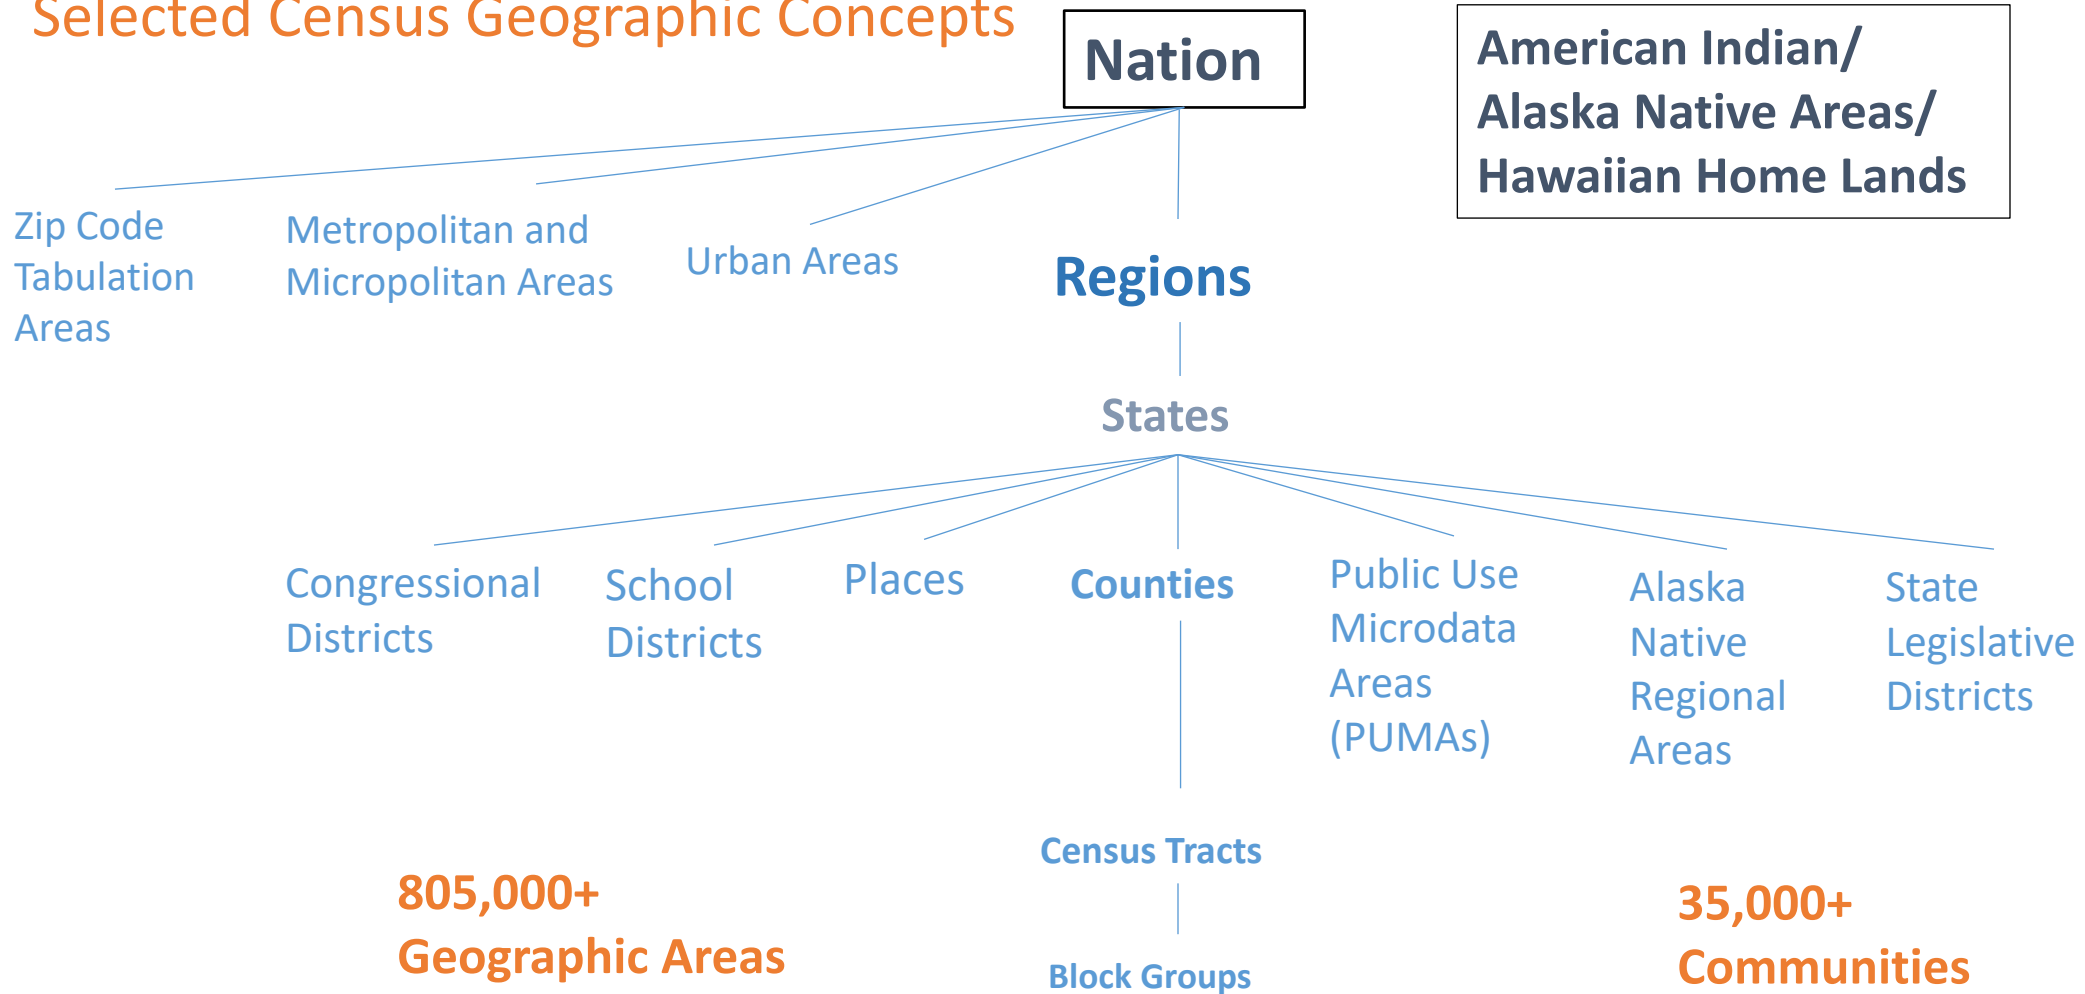 Selected Census Geographic Concepts
Nation
American Indian/
Alaska Native Areas/
Hawaiian Home Lands
Zip Code
Tabulation
Areas
Metropolitan and
Micropolitan Areas
Urban Areas
Regions
States
Congressional
Districts
School
Districts
Places
Counties
Public Use
Microdata
Areas
(PUMAs)
Alaska
Native
Regional
Areas
State
Legislative
Districts
Census Tracts
805,000+
Geographic Areas
Block Groups
35,000+
Communities